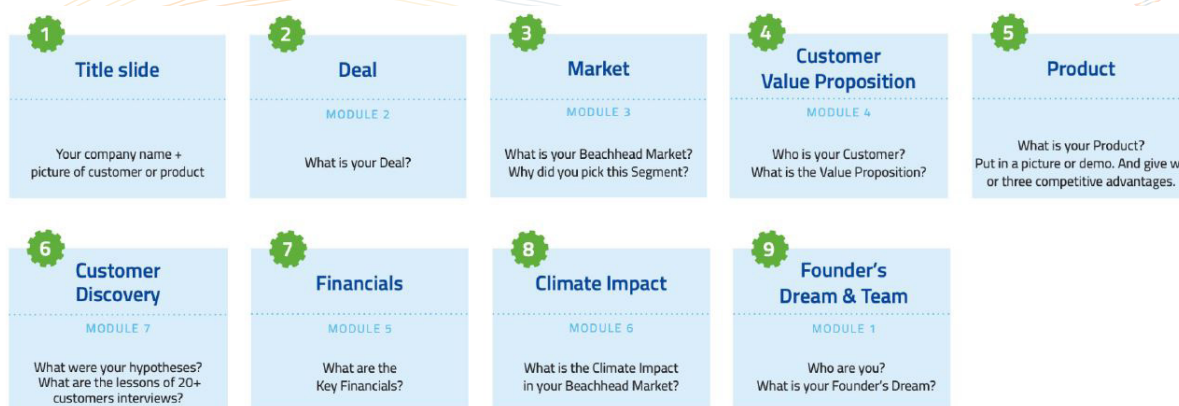 1
Title slide
Your company name +
picture of customer or product
2
Deal
MODULE 2
What is your Deal?
3
Market
MODULE 3
What is your Beachhead Market?
Why did you pick this Segment?
4
Customer
Value Proposition
MODULE 4
Who is your Customer?
What is the Value Proposition?
5
Product
What is your Product?
Put in a picture or demo. And give
or three competitive advantages.
6
Customer
Discovery
MODULE 7
What were your hypotheses?
What are the lessons of 20+
customers interviews?
7
Financials
MODULE 5
What are the
Key Financials?
8
Climate Impact
MODULE 6
What is the Climate Impact
in your Beachhead Market?
9
Founder's
Dream & Team
MODULE 1
Who are you?
What is your Founder's Dream?